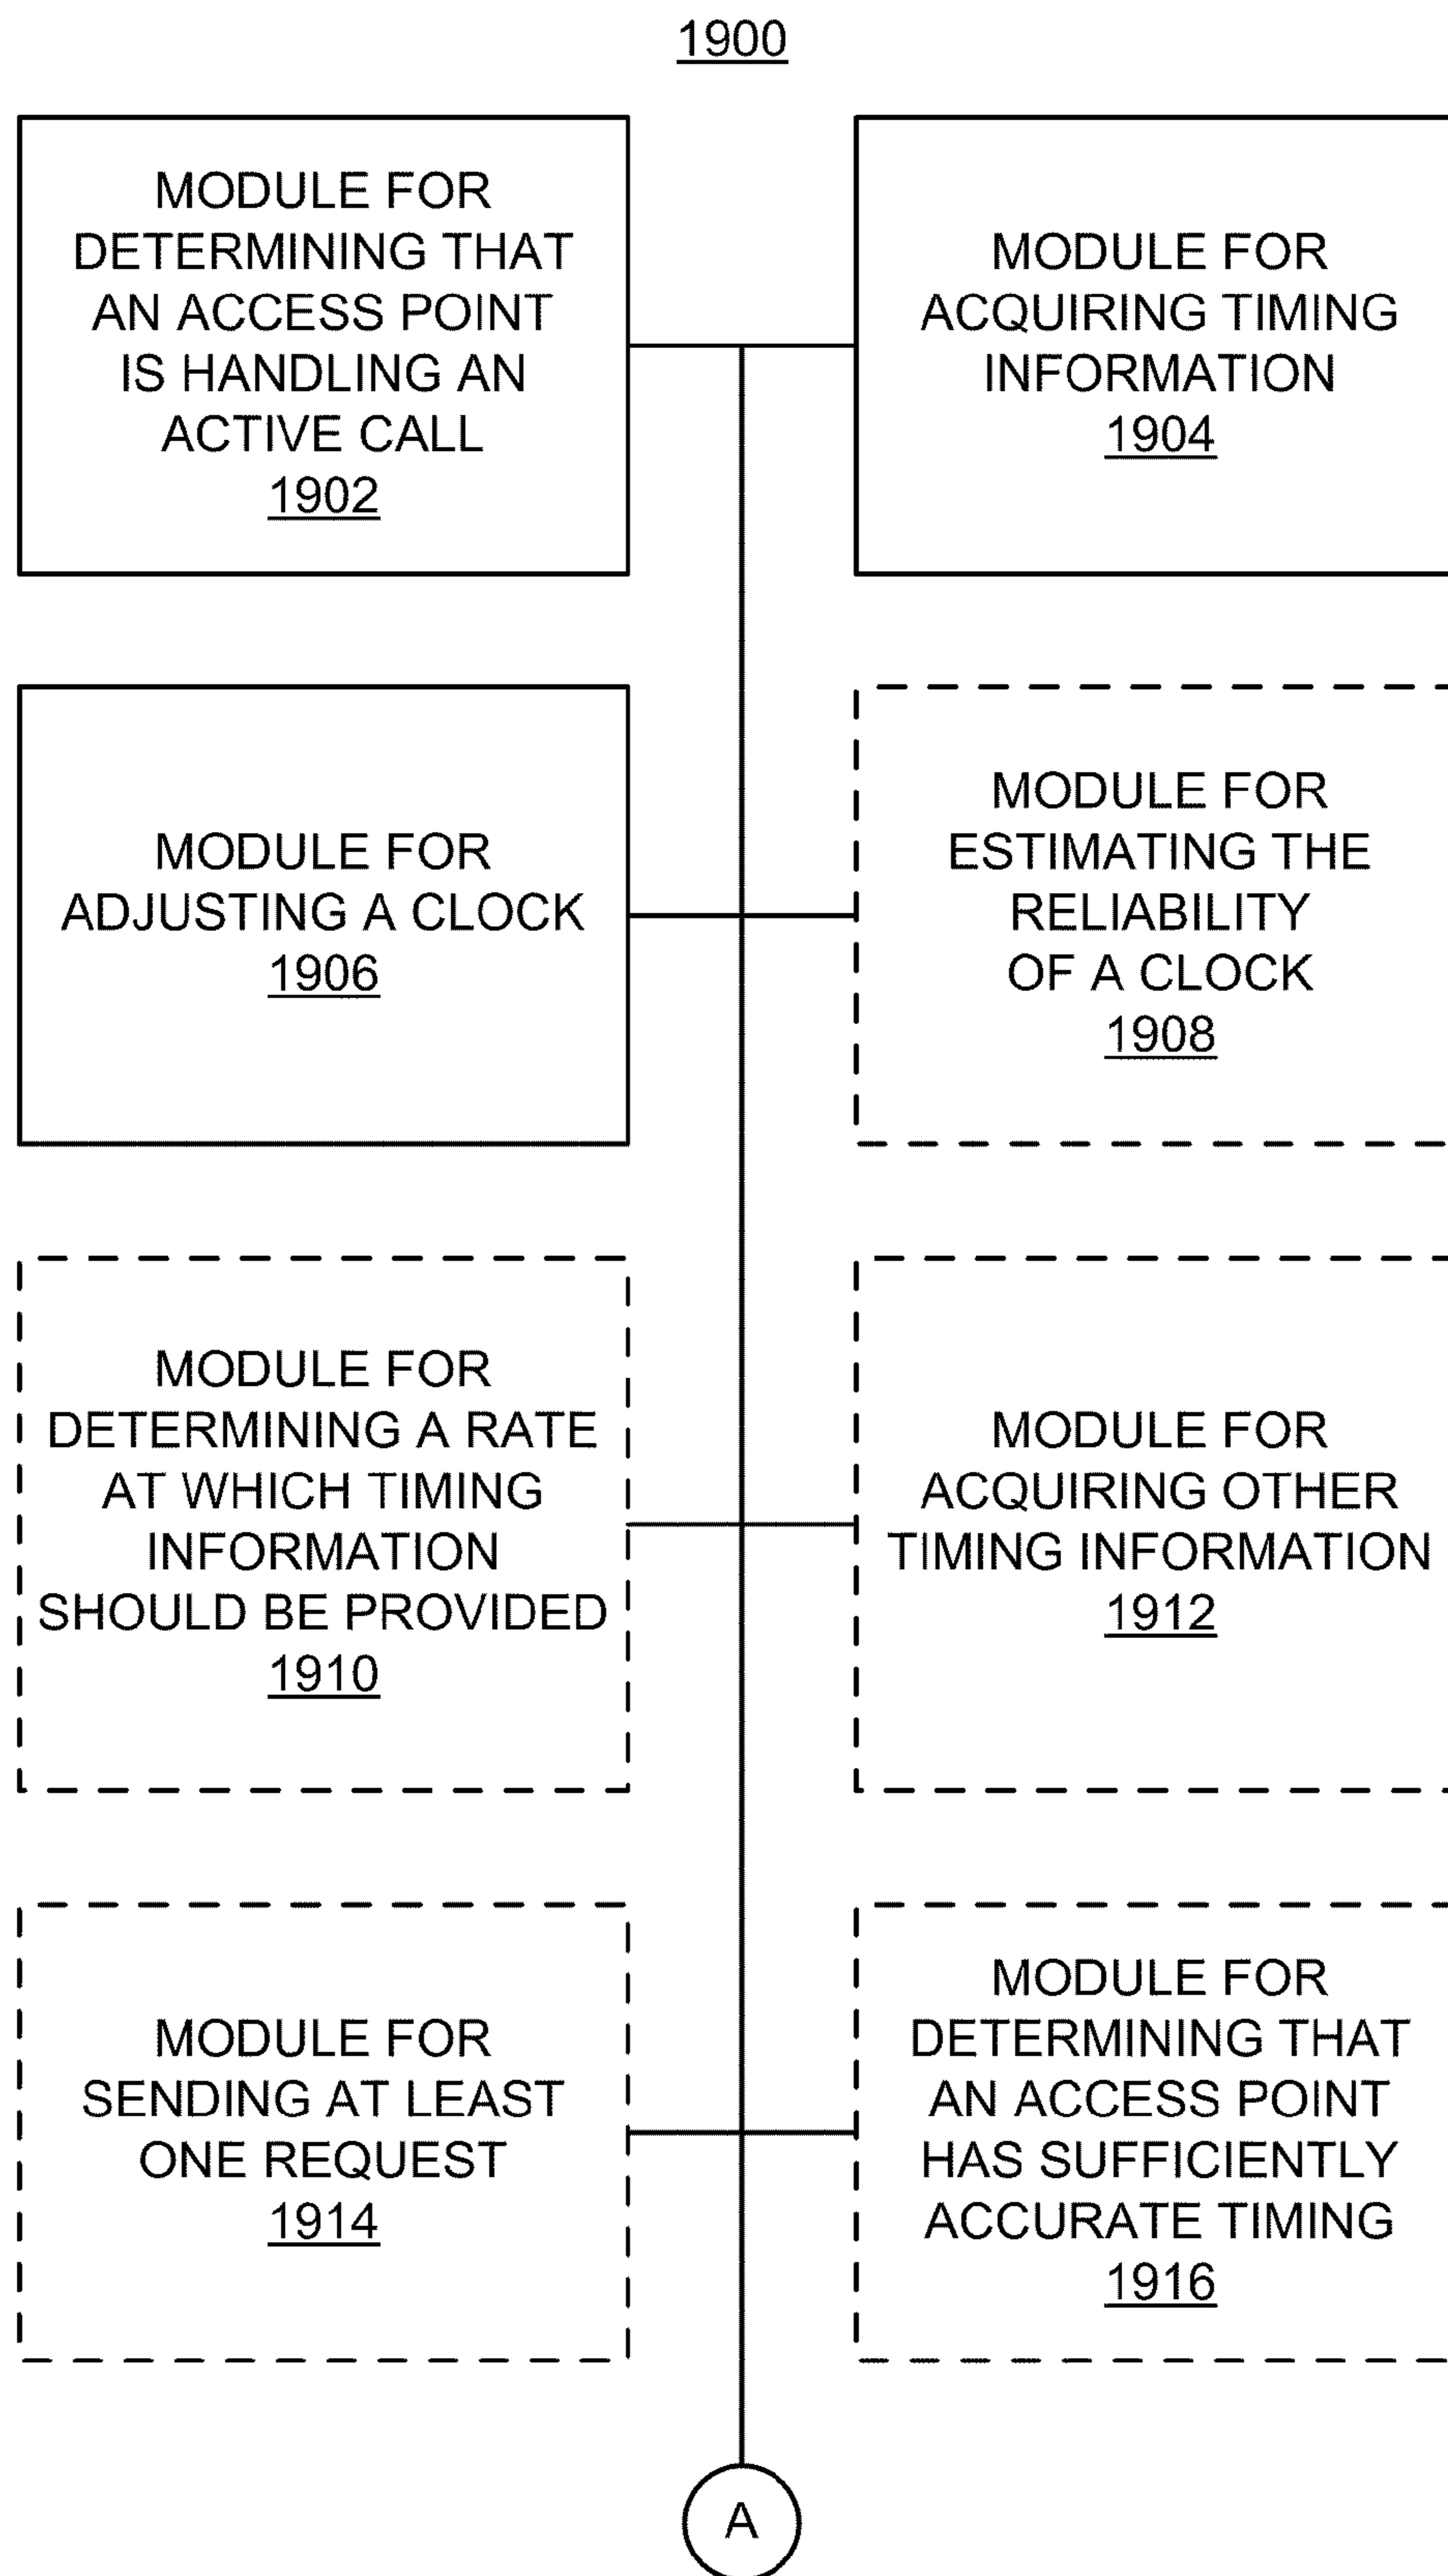 1900
MODULE FOR
DETERMINING THAT
AN ACCESS POINT
IS HANDLING AN
ACTIVE CALL
1902
MODULE FOR
ACQUIRING TIMING
INFORMATION
1904
MODULE FOR
ADJUSTING A CLOCK
1906
MODULE FOR
ESTIMATING THE
RELIABILITY
OF A CLOCK
1908
MODULE FOR
DETERMINING A RATE
AT WHICH TIMING
INFORMATION
SHOULD BE PROVIDED
1910
MODULE FOR
ACQUIRING OTHER
TIMING INFORMATION
1912
MODULE FOR
SENDING AT LEAST
ONE REQUEST
1914
MODULE FOR
DETERMINING THAT
AN ACCESS POINT
HAS SUFFICIENTLY
ACCURATE TIMING
1916
A